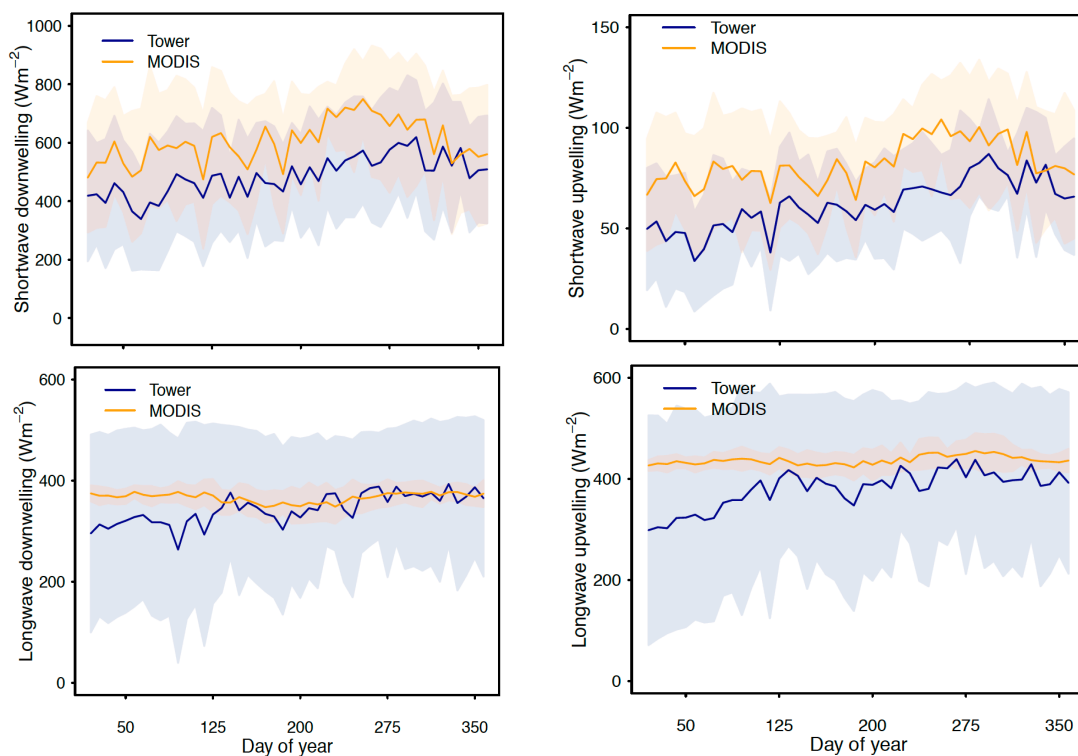 1000
800
600
400
600
0
Shortwave downwelling (Wm−2)
Tower
MODIS
150
100
50
0
Shortwave upwelling (Wm−2)
Tower
MODIS
600
400
200
0
Longwave downwelling (Wm−2)
Tower
MODIS
50 125 200 275 350
Day of year
600
400
200
0
Longwave upwelling (Wm−2)
Tower
MODIS
50 125 200 275 350
Day of year